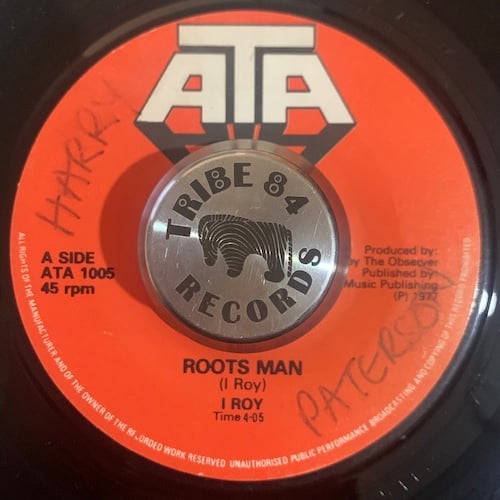 ATA
HARRY
TRIBE 84
RECORDS
A SIDE
ATA 1005
45 rpm
Produced by:
by The Observer
Published by
Music Publishing
(P) 1977
ROOTS MAN
(I Roy)
I ROY
Time 4-05
PATERSON
ALL RIGHTS OF THE MANUFACTURER AND OF THE OWNER OF THE RECORDED WORK RESERVED UNAUTHORISED PUBLIC PERFORMANCE BROADCASTING AND COPYING OF THIS RECORD PROHIBITED